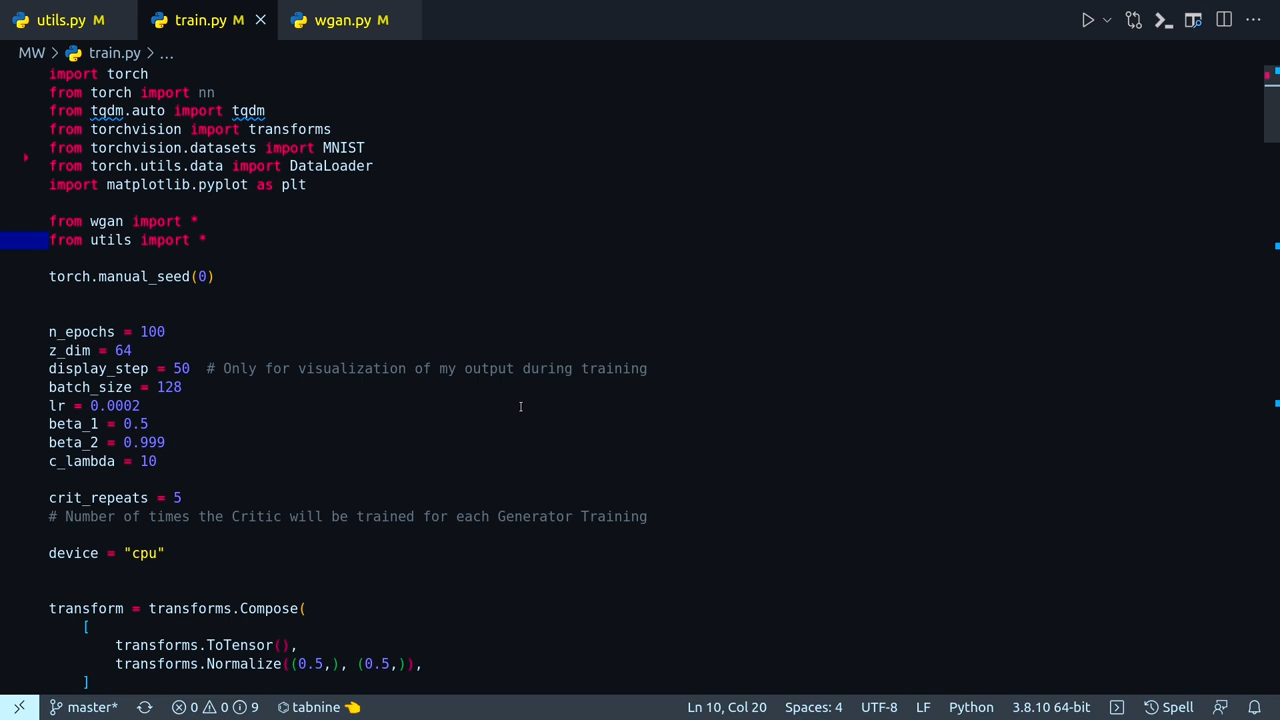 utils.py M train.py M wgan.py M
MW > train.py > ...
import torch
from torch import nn
from tqdm.auto import tqdm
from torchvision import transforms
from torchvision.datasets import MNIST
from torch.utils.data import DataLoader
import matplotlib.pyplot as plt
from wgan import *
from utils import *
torch.manual_seed(0)
n_epochs = 100
z_dim = 64
display_step = 50  # Only for visualization of my output during training
batch_size = 128
lr = 0.0002
beta_1 = 0.5
beta_2 = 0.999
c_lambda = 10
crit_repeats = 5
# Number of times the Critic will be trained for each Generator Training
device = "cpu"
transform = transforms.Compose(
    [
        transforms.ToTensor(),
        transforms.Normalize((0.5,), (0.5,)),
    ]
master* 0 0 9 tabnine Ln 10, Col 20 Spaces: 4 UTF-8 LF Python 3.8.10 64-bit Spell